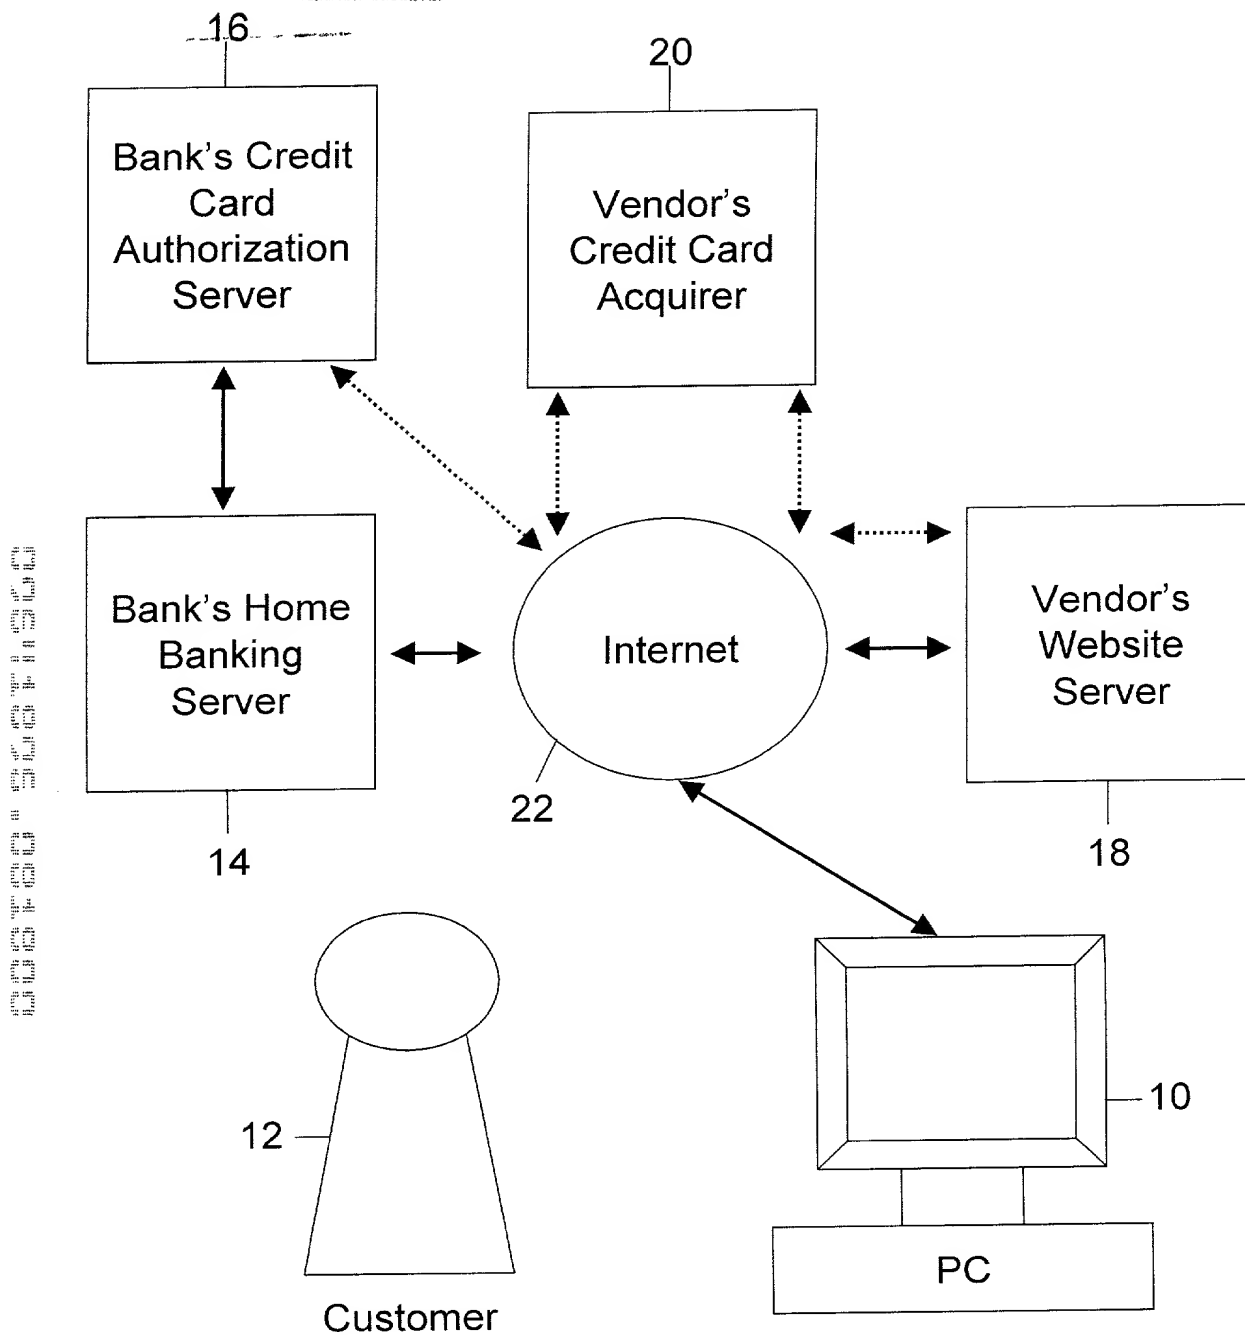 16
20
Bank's Credit
Card
Authorization
Server
Vendor's
Credit Card
Acquirer
Bank's Home
Banking
Server
Internet
Vendor's
Website
Server
22
14
18
12
10
PC
Customer